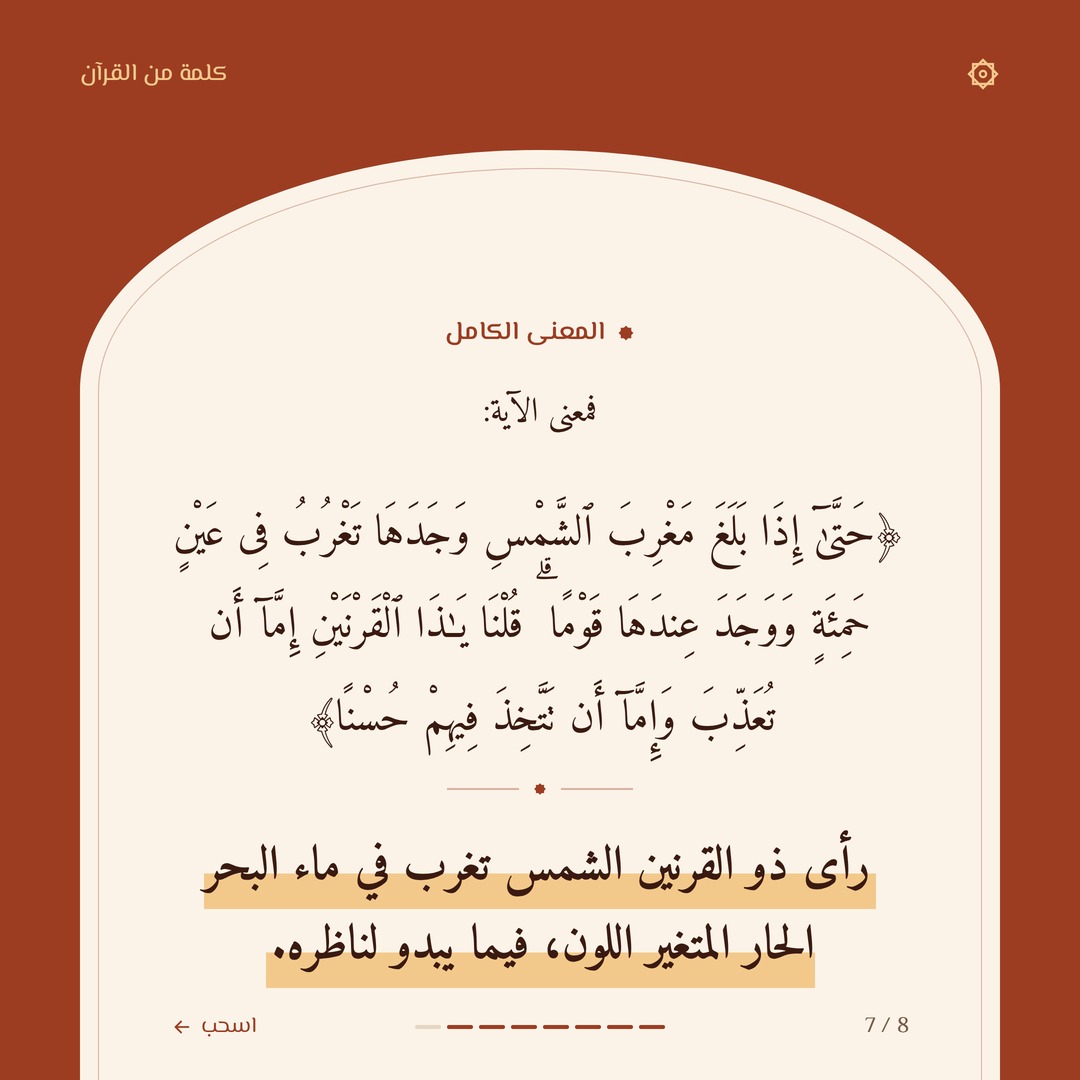 كلمة من القرآن
المعنى الكامل
فمعنى الآية:
﴿حَتَّىٰٓ إِذَا بَلَغَ مَغْرِبَ ٱلشَّمْسِ وَجَدَهَا تَغْرُبُ فِى عَيْنٍ
حَمِئَةٍ وَوَجَدَ عِندَهَا قَوْمًا ۗ قُلْنَا يَـٰذَا ٱلْقَرْنَيْنِ إِمَّآ أَن
تُعَذِّبَ وَإِمَّآ أَن تَتَّخِذَ فِيهِمْ حُسْنًا﴾
رأى ذو القرنين الشمس تغرب في ماء البحر
الحار المتغير اللون، فيما يبدو لناظره.
7 / 8
اسحب ←